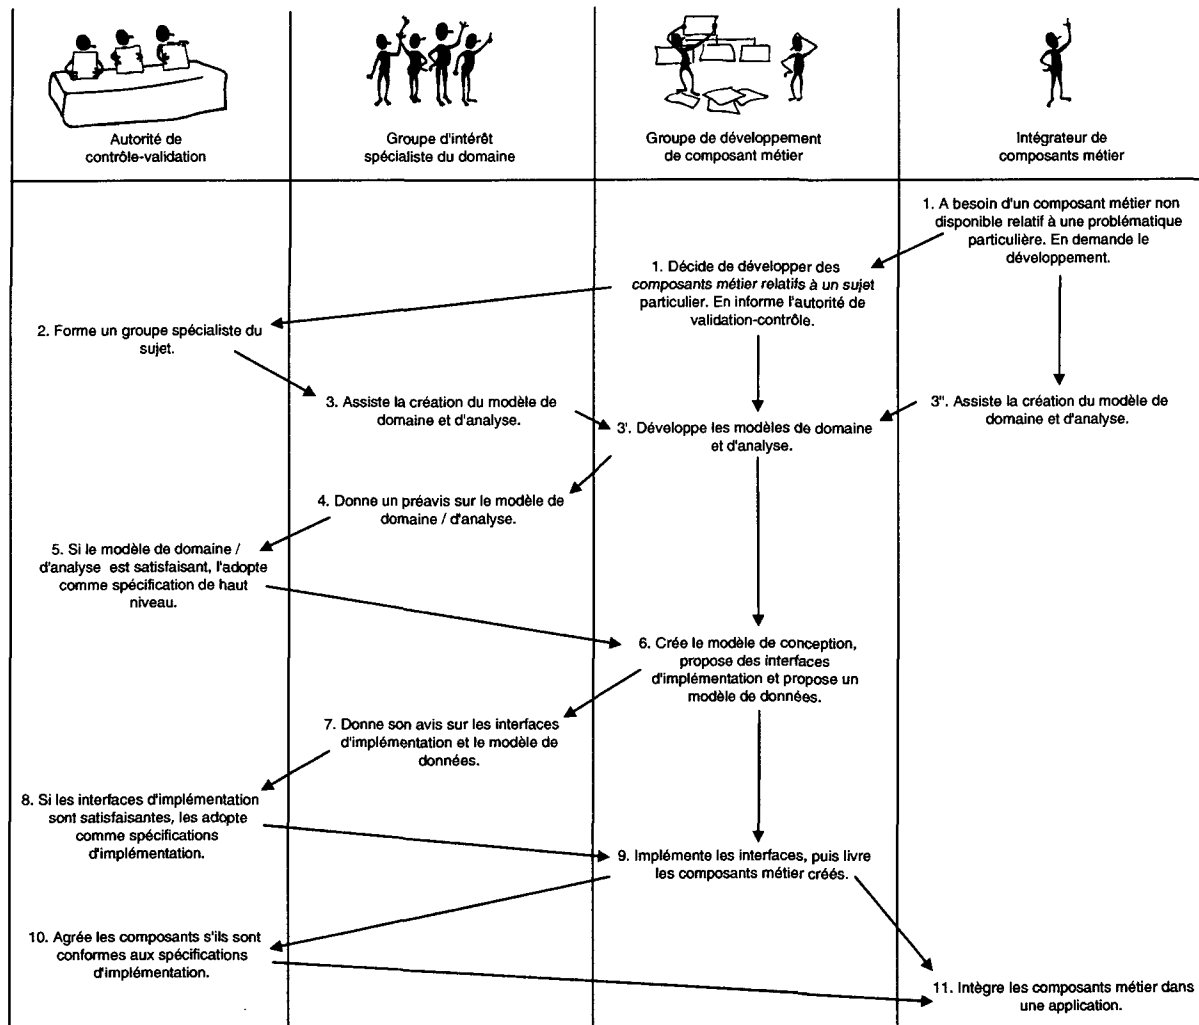 Autorité de
contrôle-validation
Groupe d'intérêt
spécialiste du domaine
Groupe de développement
de composant métier
Intégrateur de
composants métier
1. A besoin d'un composant métier non
disponible relatif à une problématique
particulière. En demande le
développement.
1. Décide de développer des
composants métier relatifs à un sujet
particulier. En informe l'autorité de
validation-contrôle.
2. Forme un groupe spécialiste du
sujet.
3. Assiste la création du modèle de
domaine et d'analyse.
3'. Développe les modèles de domaine
et d'analyse.
3". Assiste la création du modèle de
domaine et d'analyse.
4. Donne un préavis sur le modèle de
domaine / d'analyse.
5. Si le modèle de domaine /
d'analyse est satisfaisant, l'adopte
comme spécification de haut
niveau.
6. Crée le modèle de conception,
propose des interfaces
d'implémentation et propose un
modèle de données.
7. Donne son avis sur les interfaces
d'implémentation et le modèle de
données.
8. Si les interfaces d'implémentation
sont satisfaisantes, les adopte
comme spécifications
d'implémentation.
9. Implémente les interfaces, puis livre
les composants métier créés.
10. Agrée les composants s'ils sont
conformes aux spécifications
d'implémentation.
11. Intègre les composants métier dans
une application.